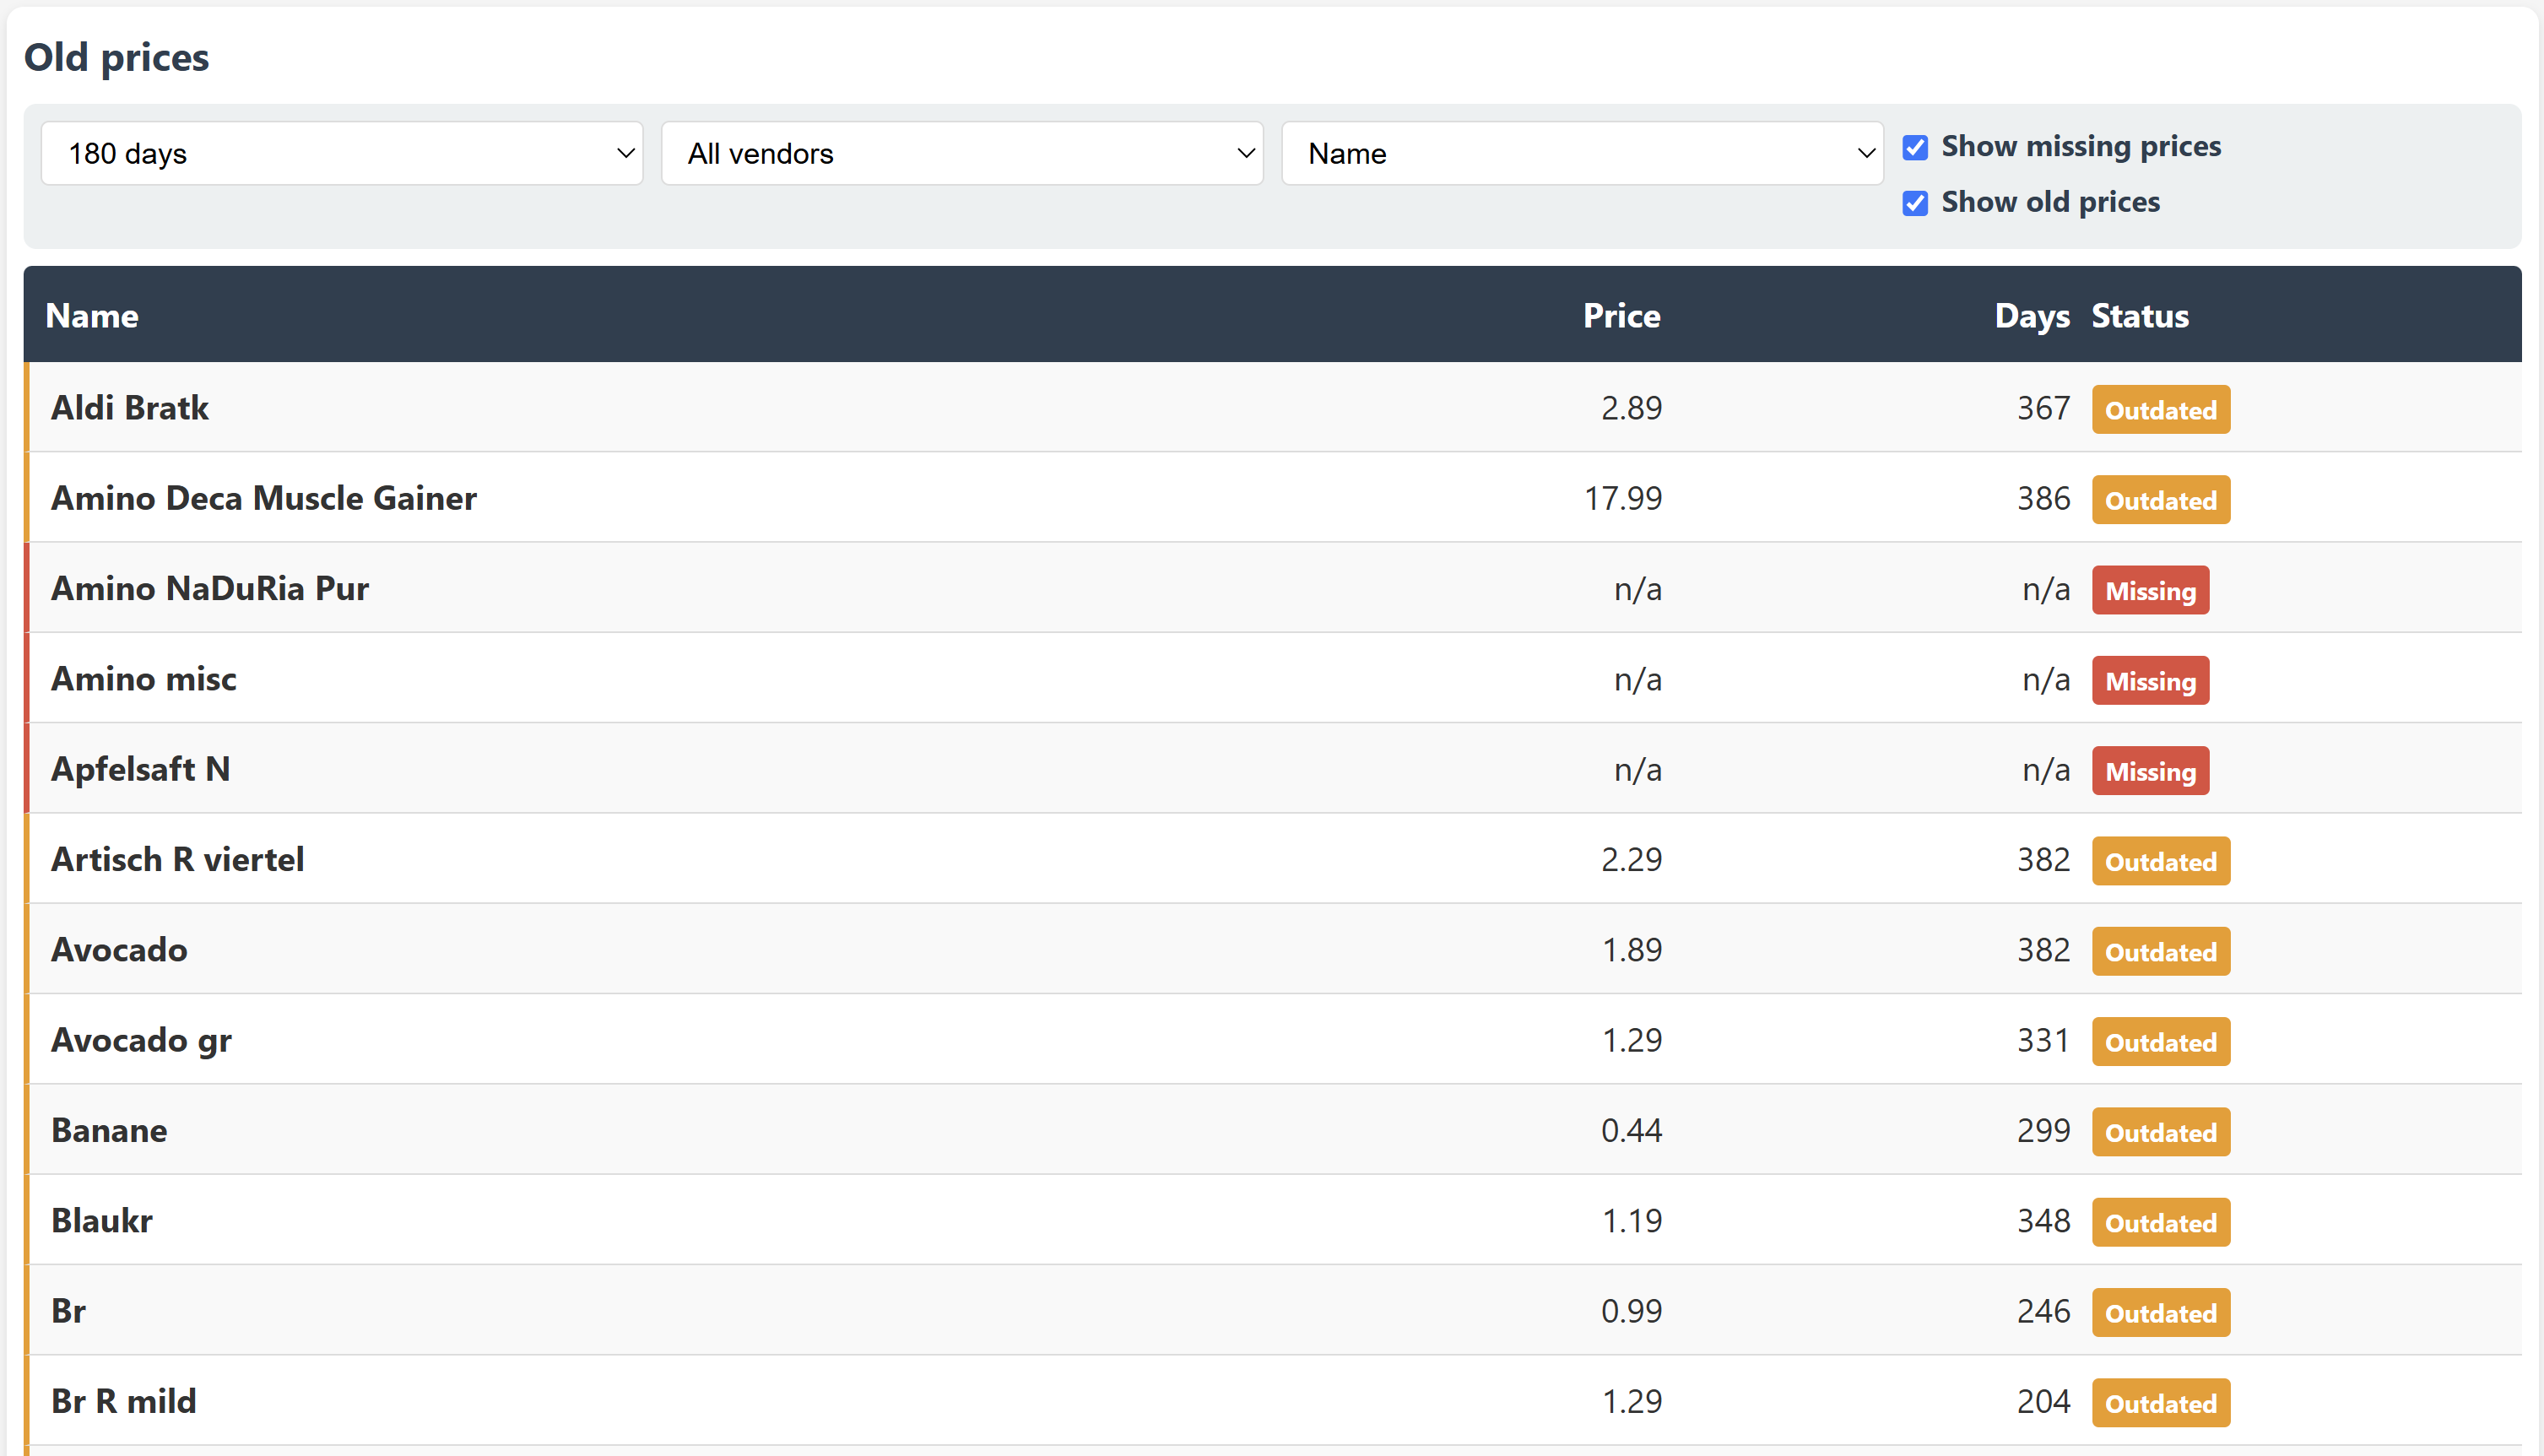 Old prices
180 days All vendors Name Show missing prices
Show old prices
Name Price Days Status
Aldi Bratk 2.89 367 Outdated
Amino Deca Muscle Gainer 17.99 386 Outdated
Amino NaDuRia Pur n/a n/a Missing
Amino misc n/a n/a Missing
Apfelsaft N n/a n/a Missing
Artisch R viertel 2.29 382 Outdated
Avocado 1.89 382 Outdated
Avocado gr 1.29 331 Outdated
Banane 0.44 299 Outdated
Blaukr 1.19 348 Outdated
Br 0.99 246 Outdated
Br R mild 1.29 204 Outdated